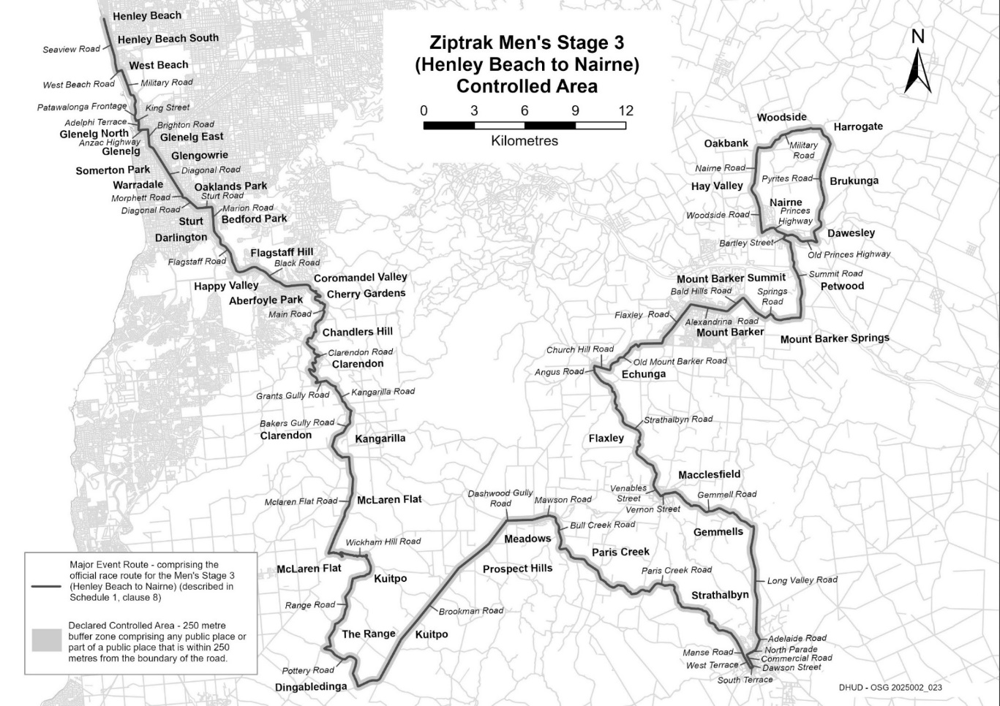 Ziptrak Men's Stage 3
(Henley Beach to Nairne)
Controlled Area
0 3 6 9 12
Kilometres
N
Henley Beach
Henley Beach South
Seaview Road
West Beach
West Beach Road
Military Road
Patawalonga Frontage
King Street
Adelphi Terrace
Brighton Road
Glenelg North
Glenelg East
Anzac Highway
Glenelg
Glengowrie
Somerton Park
Diagonal Road
Warradale
Oaklands Park
Morphett Road
Sturt Road
Diagonal Road
Marion Road
Sturt
Bedford Park
Darlington
Flagstaff Hill
Flagstaff Road
Black Road
Happy Valley
Coromandel Valley
Aberfoyle Park
Cherry Gardens
Main Road
Chandlers Hill
Clarendon Road
Clarendon
Grants Gully Road
Kangarilla Road
Bakers Gully Road
Clarendon
Kangarilla
Mclaren Flat Road
McLaren Flat
Wickham Hill Road
McLaren Flat
Kuitpo
Range Road
The Range
Kuitpo
Brookman Road
Pottery Road
Dingabledinga
Prospect Hills
Dashwood Gully
Road
Mawson Road
Meadows
Bull Creek Road
Paris Creek
Paris Creek Road
Strathalbyn
Long Valley Road
Adelaide Road
Manse Road
North Parade
Commercial Road
West Terrace
Dawson Street
South Terrace
Gemmells
Gemmell Road
Macclesfield
Venables
Street
Vernon Street
Flaxley
Strathalbyn Road
Angus Road
Church Hill Road
Old Mount Barker Road
Echunga
Flaxley Road
Alexandrina Road
Mount Barker
Bald Hills Road
Mount Barker Summit
Springs
Road
Mount Barker Springs
Petwood
Summit Road
Old Princes Highway
Dawesley
Bartley Street
Nairne
Princes
Highway
Woodside Road
Hay Valley
Brukunga
Pyrites Road
Nairne Road
Oakbank
Military
Road
Woodside
Harrogate
Major Event Route - comprising the
official race route for the Men's Stage 3
(Henley Beach to Nairne) (described in
Schedule 1, clause 8)
Declared Controlled Area - 250 metre
buffer zone comprising any public place or
part of a public place that is within 250
metres from the boundary of the road.
DHUD - OSG 2025002_023